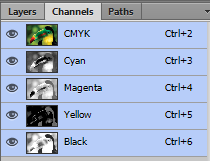 Layers Channels Paths
CMYK Ctrl+2
Cyan Ctrl+3
Magenta Ctrl+4
Yellow Ctrl+5
Black Ctrl+6